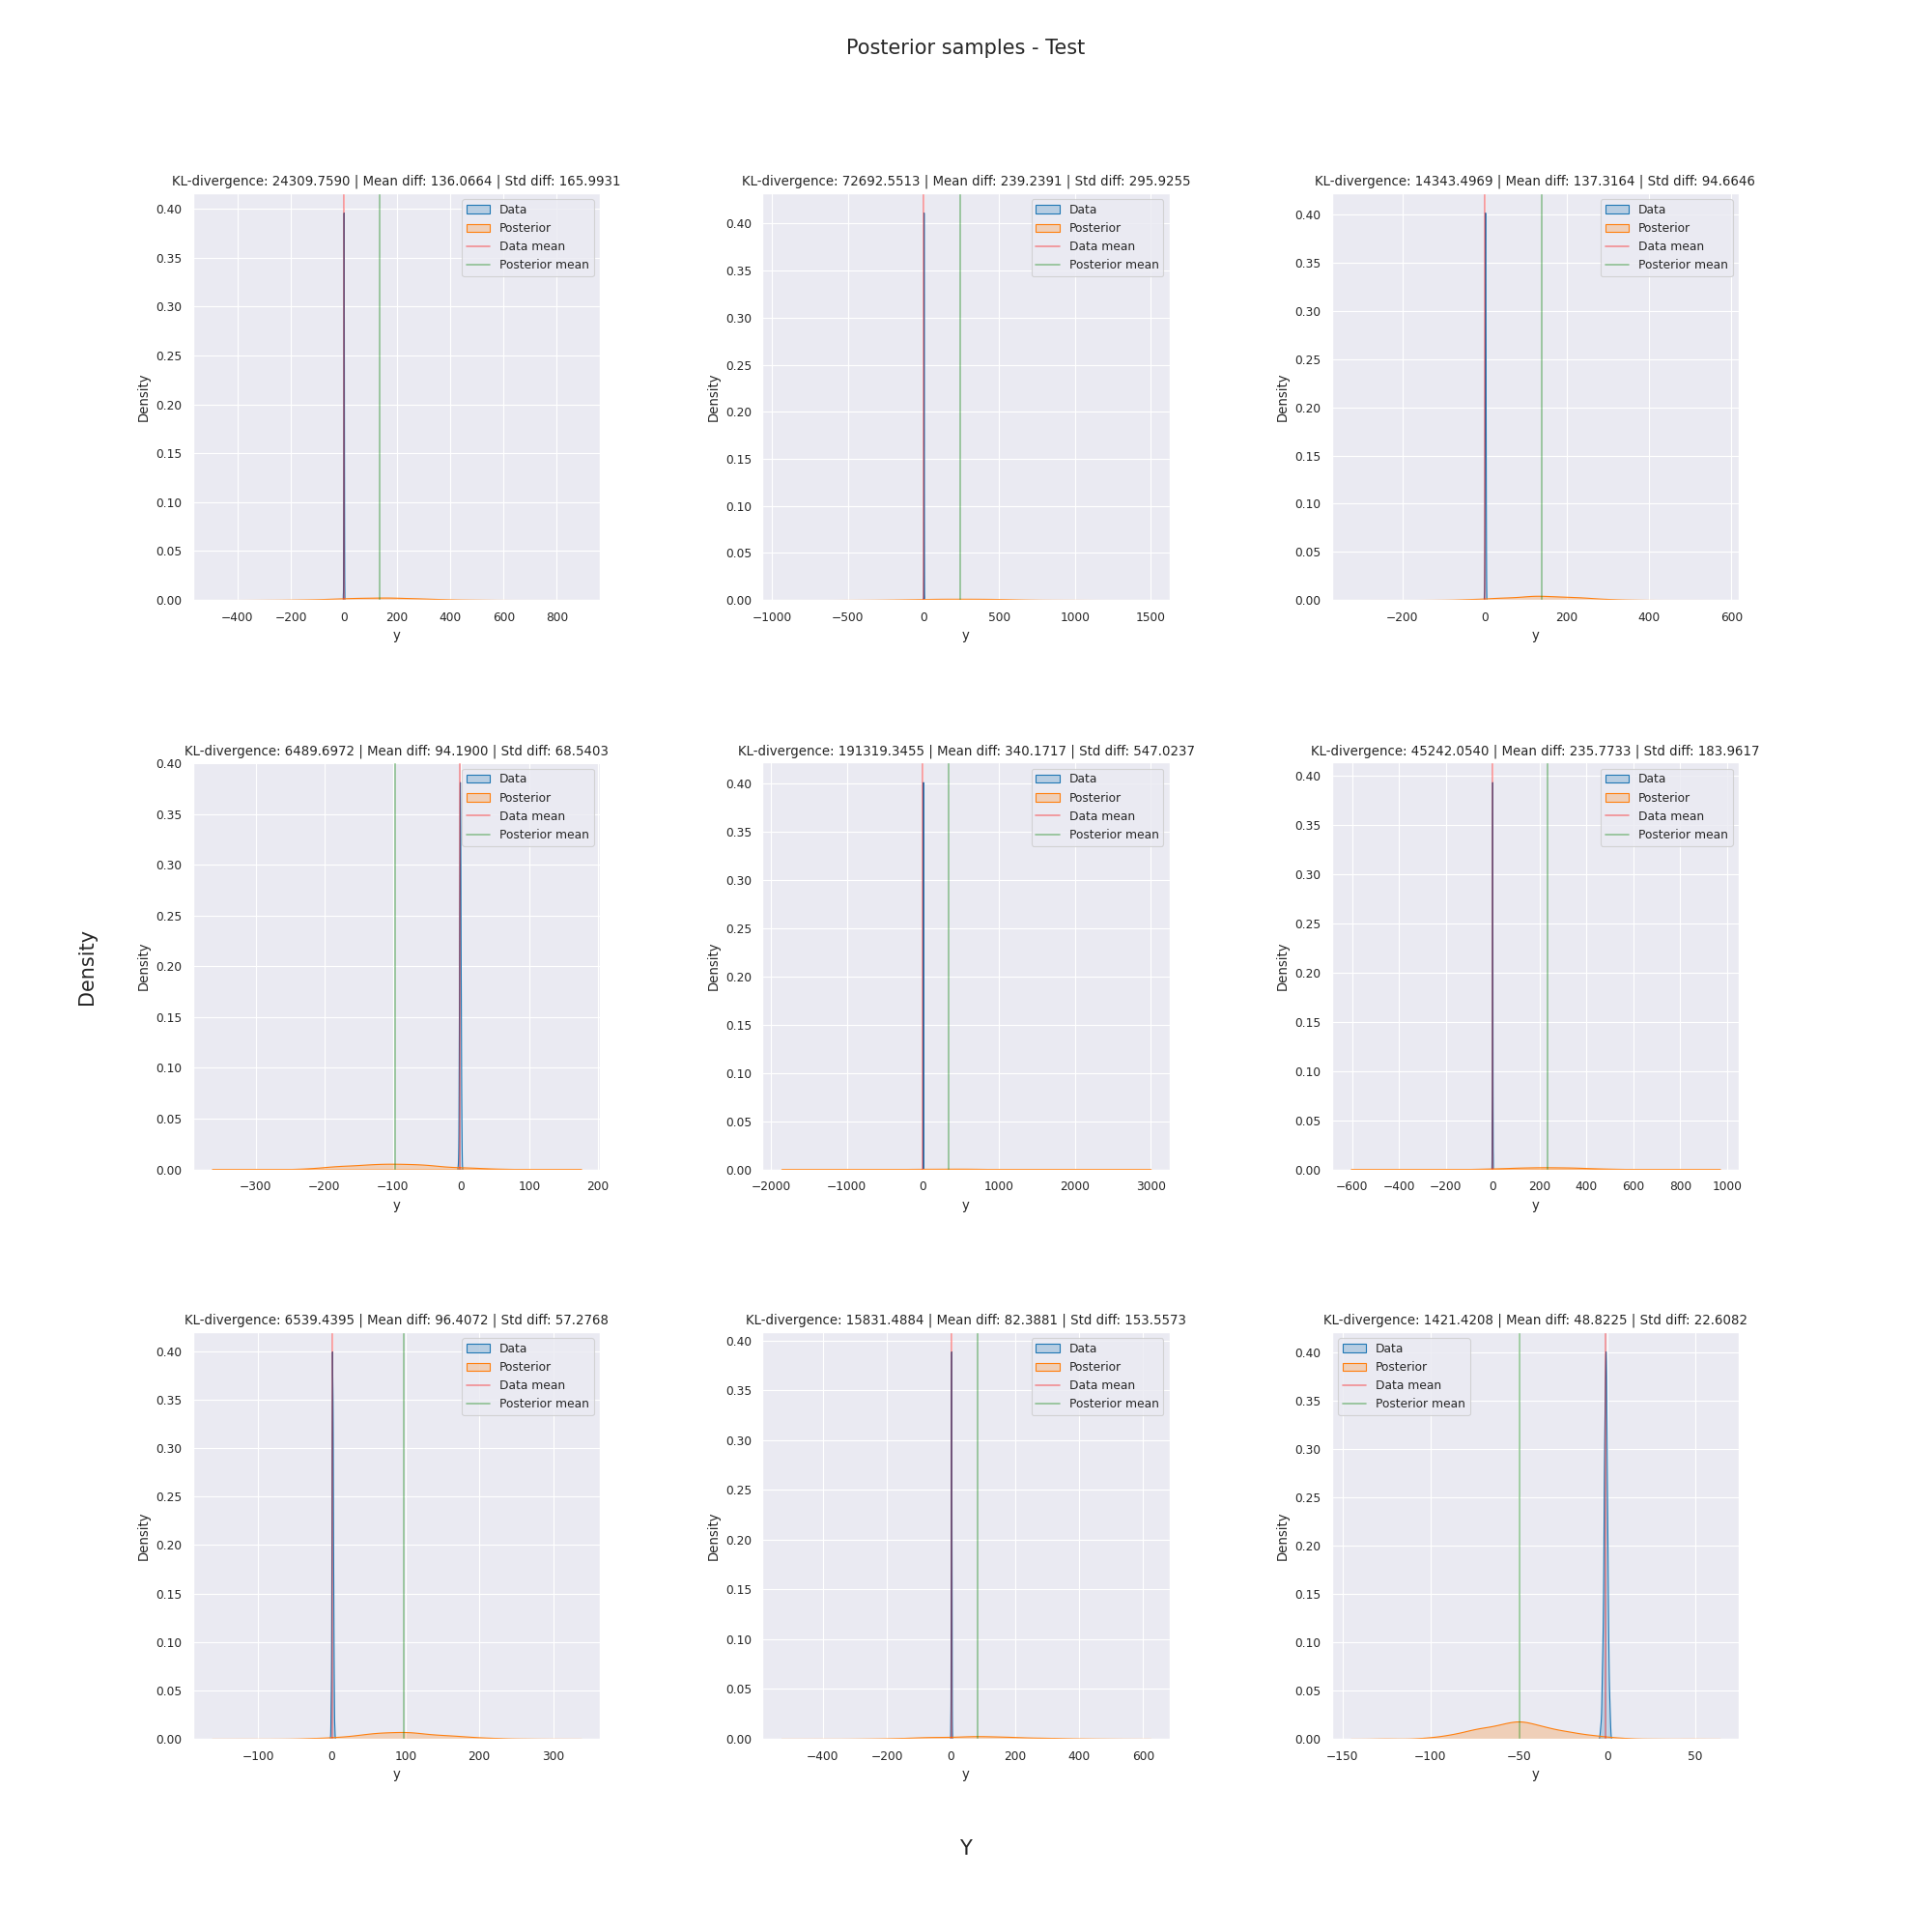 Posterior samples - Test
KL-divergence: 24309.7590 | Mean diff: 136.0664 | Std diff: 165.9931
0.40
0.35
0.30
0.25
0.20
0.15
0.10
0.05
0.00
Density
Data
Posterior
Data mean
Posterior mean
−400 −200 0 200 400 600 800
y
KL-divergence: 72692.5513 | Mean diff: 239.2391 | Std diff: 295.9255
0.40
0.35
0.30
0.25
0.20
0.15
0.10
0.05
0.00
Density
Data
Posterior
Data mean
Posterior mean
−1000 −500 0 500 1000 1500
y
KL-divergence: 14343.4969 | Mean diff: 137.3164 | Std diff: 94.6646
0.40
0.35
0.30
0.25
0.20
0.15
0.10
0.05
0.00
Density
Data
Posterior
Data mean
Posterior mean
−200 0 200 400 600
y
Density
KL-divergence: 6489.6972 | Mean diff: 94.1900 | Std diff: 68.5403
0.40
0.35
0.30
0.25
0.20
0.15
0.10
0.05
0.00
Density
Data
Posterior
Data mean
Posterior mean
−300 −200 −100 0 100 200
y
KL-divergence: 191319.3455 | Mean diff: 340.1717 | Std diff: 547.0237
0.40
0.35
0.30
0.25
0.20
0.15
0.10
0.05
0.00
Density
Data
Posterior
Data mean
Posterior mean
−2000 −1000 0 1000 2000 3000
y
KL-divergence: 45242.0540 | Mean diff: 235.7733 | Std diff: 183.9617
0.40
0.35
0.30
0.25
0.20
0.15
0.10
0.05
0.00
Density
Data
Posterior
Data mean
Posterior mean
−600 −400 −200 0 200 400 600 800 1000
y
KL-divergence: 6539.4395 | Mean diff: 96.4072 | Std diff: 57.2768
0.40
0.35
0.30
0.25
0.20
0.15
0.10
0.05
0.00
Density
Data
Posterior
Data mean
Posterior mean
−100 0 100 200 300
y
KL-divergence: 15831.4884 | Mean diff: 82.3881 | Std diff: 153.5573
0.40
0.35
0.30
0.25
0.20
0.15
0.10
0.05
0.00
Density
Data
Posterior
Data mean
Posterior mean
−400 −200 0 200 400 600
y
KL-divergence: 1421.4208 | Mean diff: 48.8225 | Std diff: 22.6082
0.40
0.35
0.30
0.25
0.20
0.15
0.10
0.05
0.00
Density
Data
Posterior
Data mean
Posterior mean
−150 −100 −50 0 50
y
Y